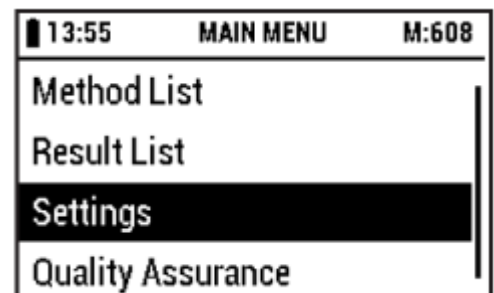 13:55 MAIN MENU M:608
Method List
Result List
Settings
Quality Assurance